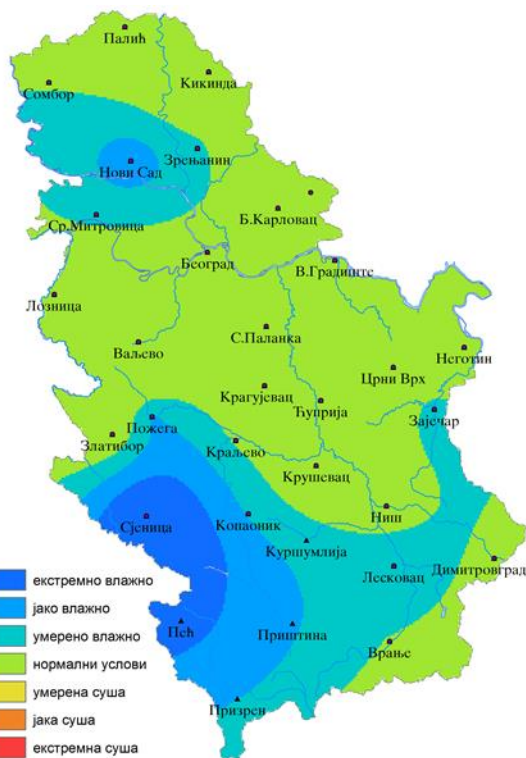 Палић
Кикинда
Сомбор
Зрењанин
Нови Сад
Б.Карловац
Ср.Митровица
Београд
В.Градиште
Лозница
С.Паланка
Ваљево
Неготин
Црни Врх
Крагујевац
Ћуприја
Зајечар
Пожега
Златибор
Краљево
Крушевац
Ниш
Сјеница
Копаоник
Куршумлија
Лесковац
Димитровград
Пећ
Приштина
Врање
Призрен
екстремно влажно
јако влажно
умерено влажно
нормални услови
умерена суша
јака суша
екстремна суша